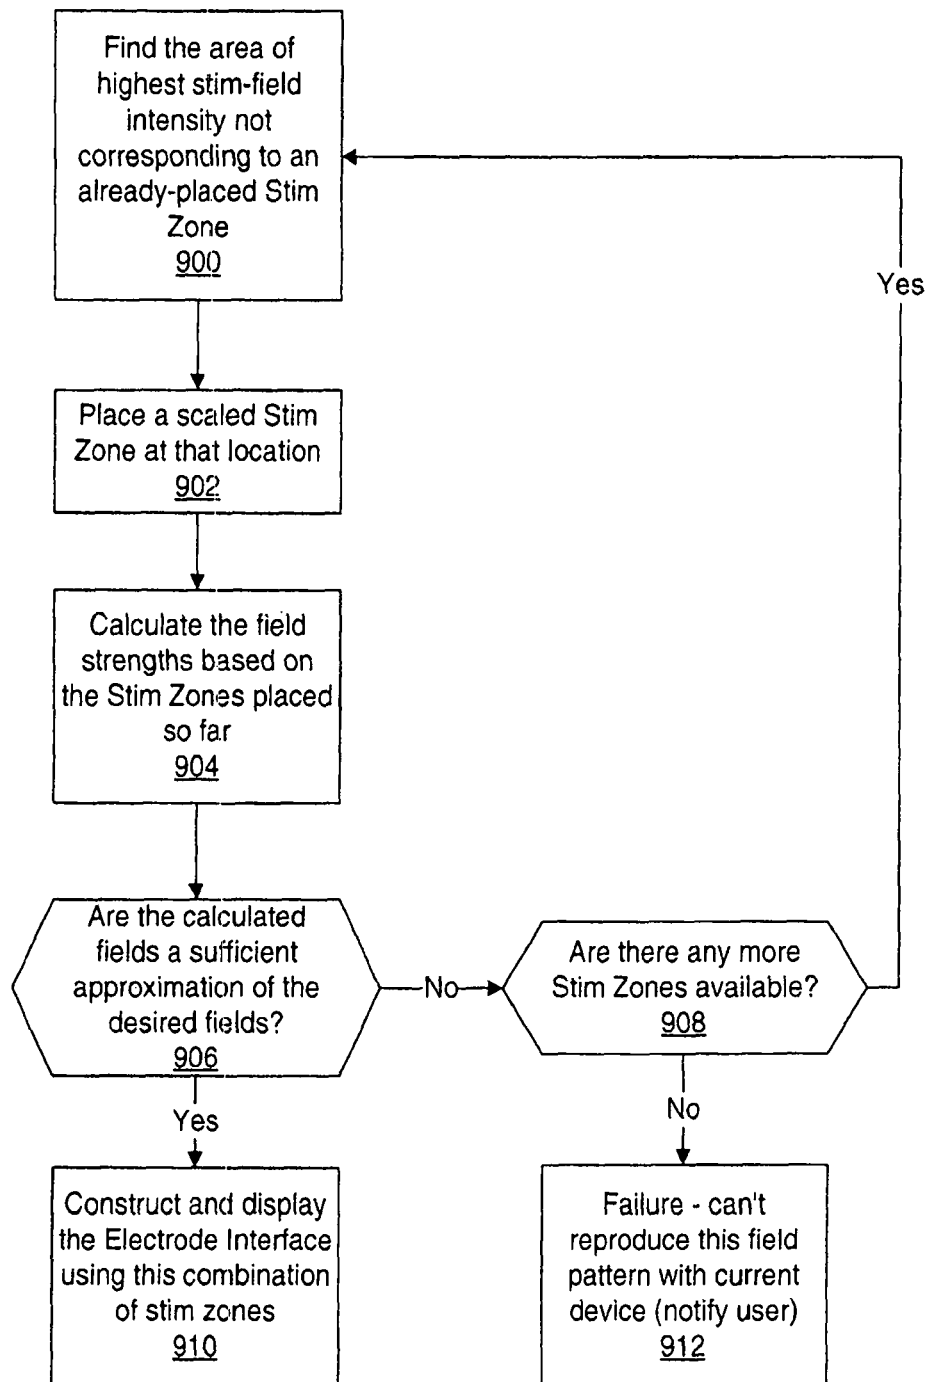 Find the area of
highest stim-field
intensity not
corresponding to an
already-placed Stim
Zone
900
Yes
Place a scaled Stim
Zone at that location
902
Calculate the field
strengths based on
the Stim Zones placed
so far
904
Are the calculated
fields a sufficient
approximation of the
desired fields?
906
No
Are there any more
Stim Zones available?
908
Yes
No
Construct and display
the Electrode Interface
using this combination
of stim zones
910
Failure - can't
reproduce this field
pattern with current
device (notify user)
912